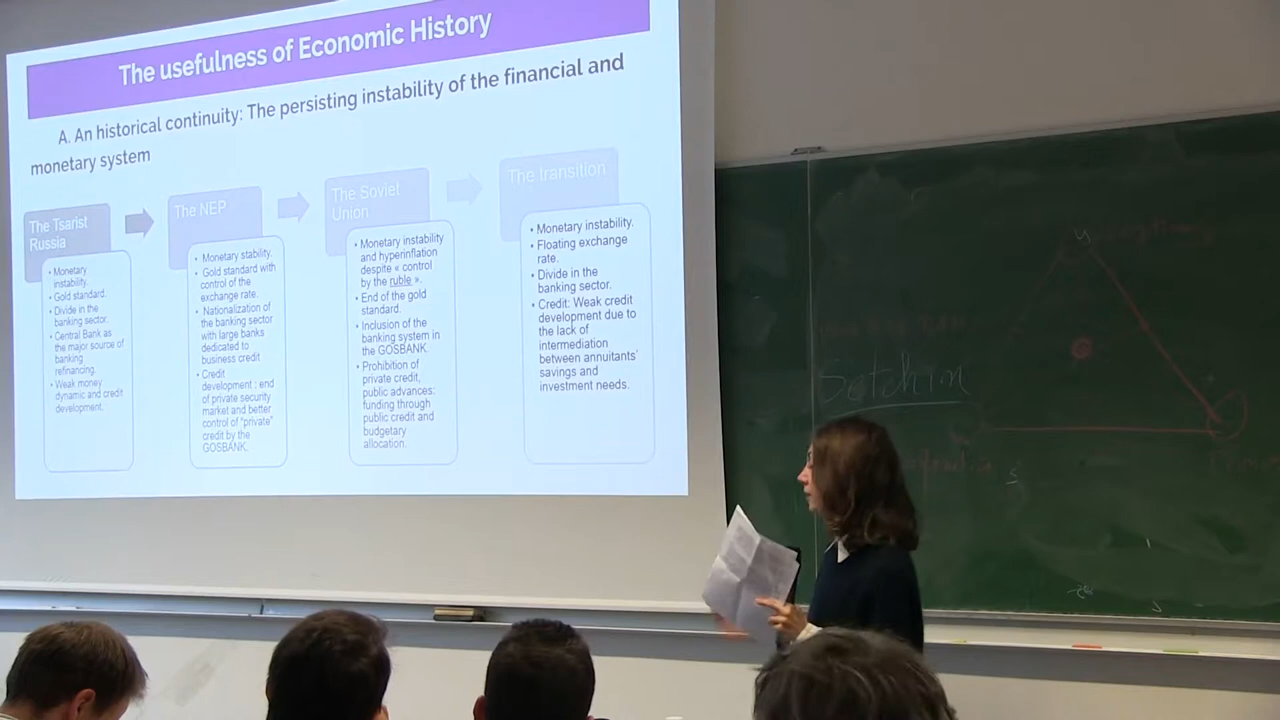 The usefulness of Economic History
A. An historical continuity: The persisting instability of the financial and
monetary system
The Tsarist
Russia
• Monetary
instability.
• Gold standard.
• Divide in the
banking sector.
• Central Bank as
the major source of
banking
refinancing.
• Weak money
dynamic and credit
development.
The NEP
• Monetary stability.
• Gold standard with
control of the
exchange rate.
• Nationalization of
the banking sector
with large banks
dedicated to
business credit
• Credit
development : end
of private security
market and better
control of "private"
credit by the
GOSBANK.
The Soviet
Union
• Monetary instability
and hyperinflation
despite « control
by the ruble ».
• End of the gold
standard.
• Inclusion of the
banking system in
the GOSBANK.
• Prohibition of
private credit,
public advances:
funding through
public credit and
budgetary
allocation.
The transition
• Monetary instability.
• Floating exchange
rate.
• Divide in the
banking sector.
• Credit: Weak credit
development due to
the lack of
intermediation
between annuitants'
savings and
investment needs.